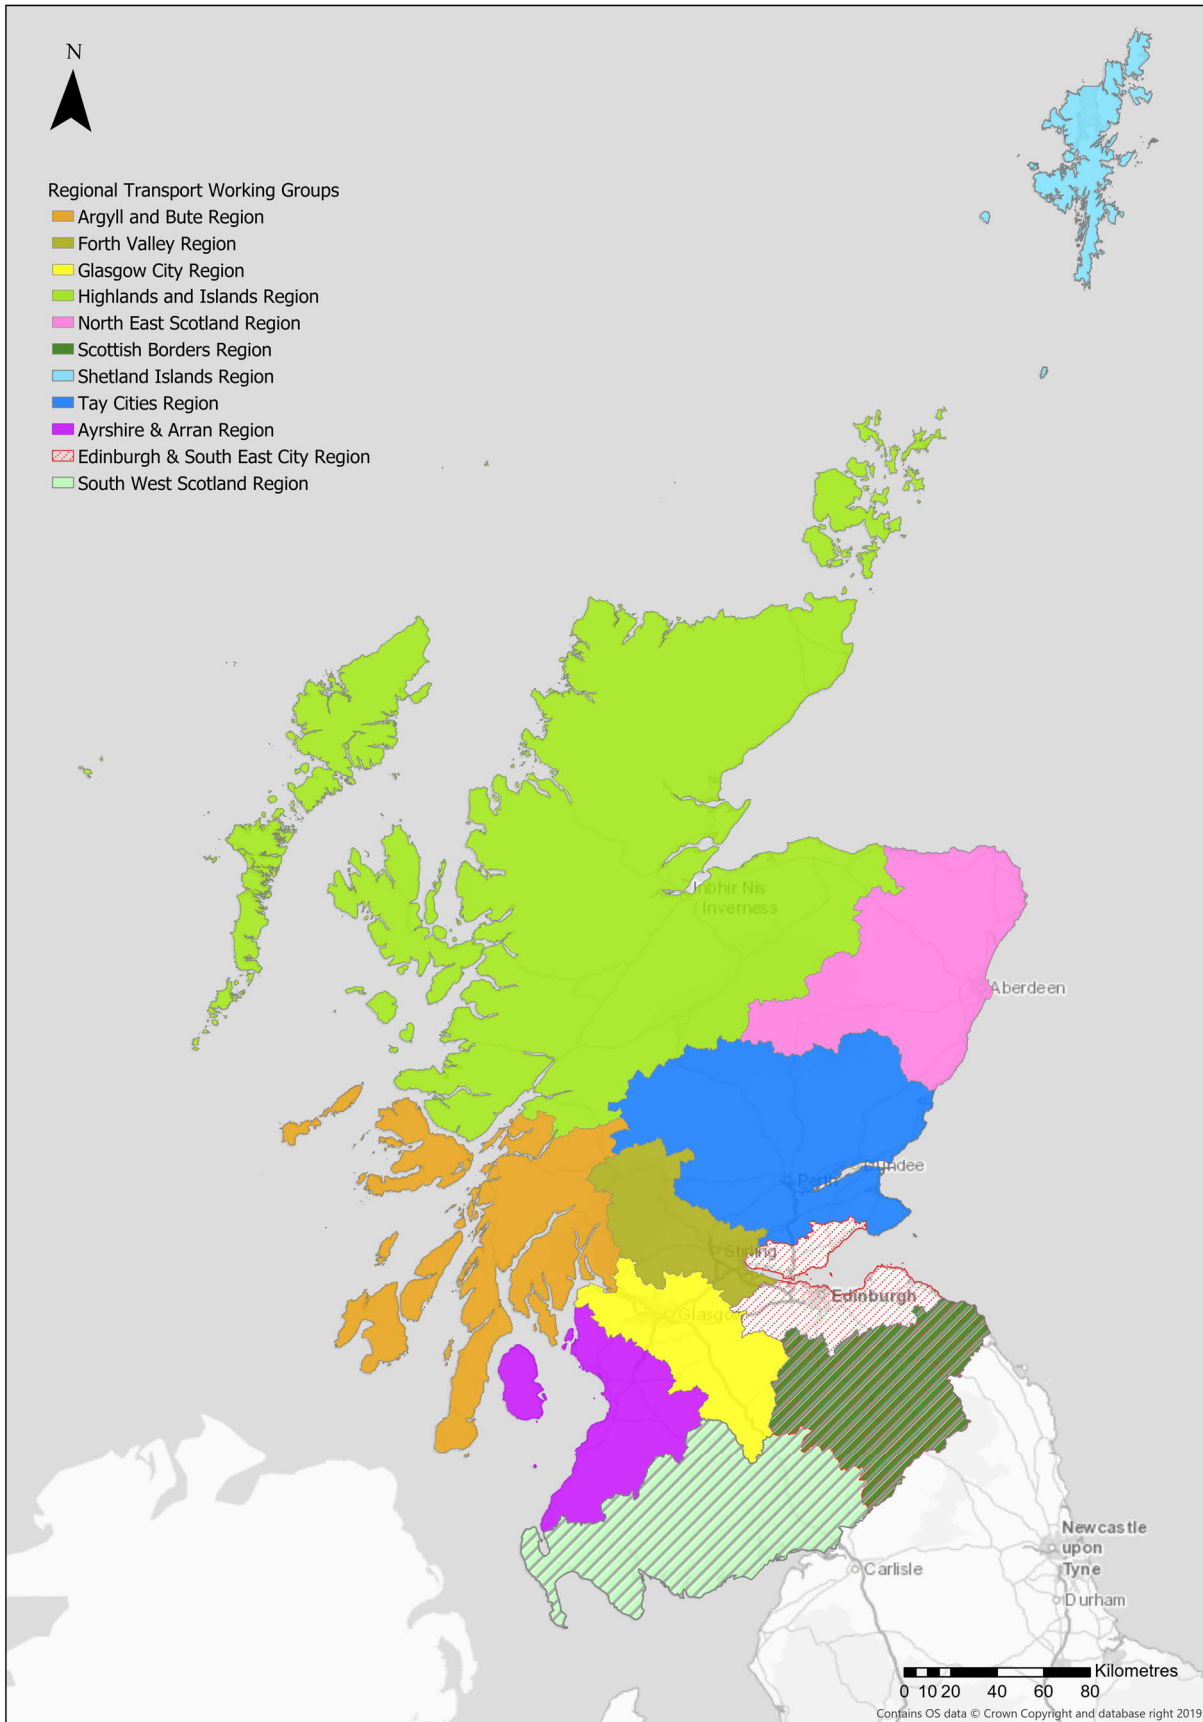 N
Regional Transport Working Groups
Argyll and Bute Region
Forth Valley Region
Glasgow City Region
Highlands and Islands Region
North East Scotland Region
Scottish Borders Region
Shetland Islands Region
Tay Cities Region
Ayrshire & Arran Region
Edinburgh & South East City Region
South West Scotland Region
Inbhir Nis
/ Inverness
Aberdeen
Dundee
Perth
Stirling
Edinburgh
Glasgow
Newcastle
upon
Tyne
Carlisle
Durham
Kilometres
0 10 20 40 60 80
Contains OS data © Crown Copyright and database right 2019